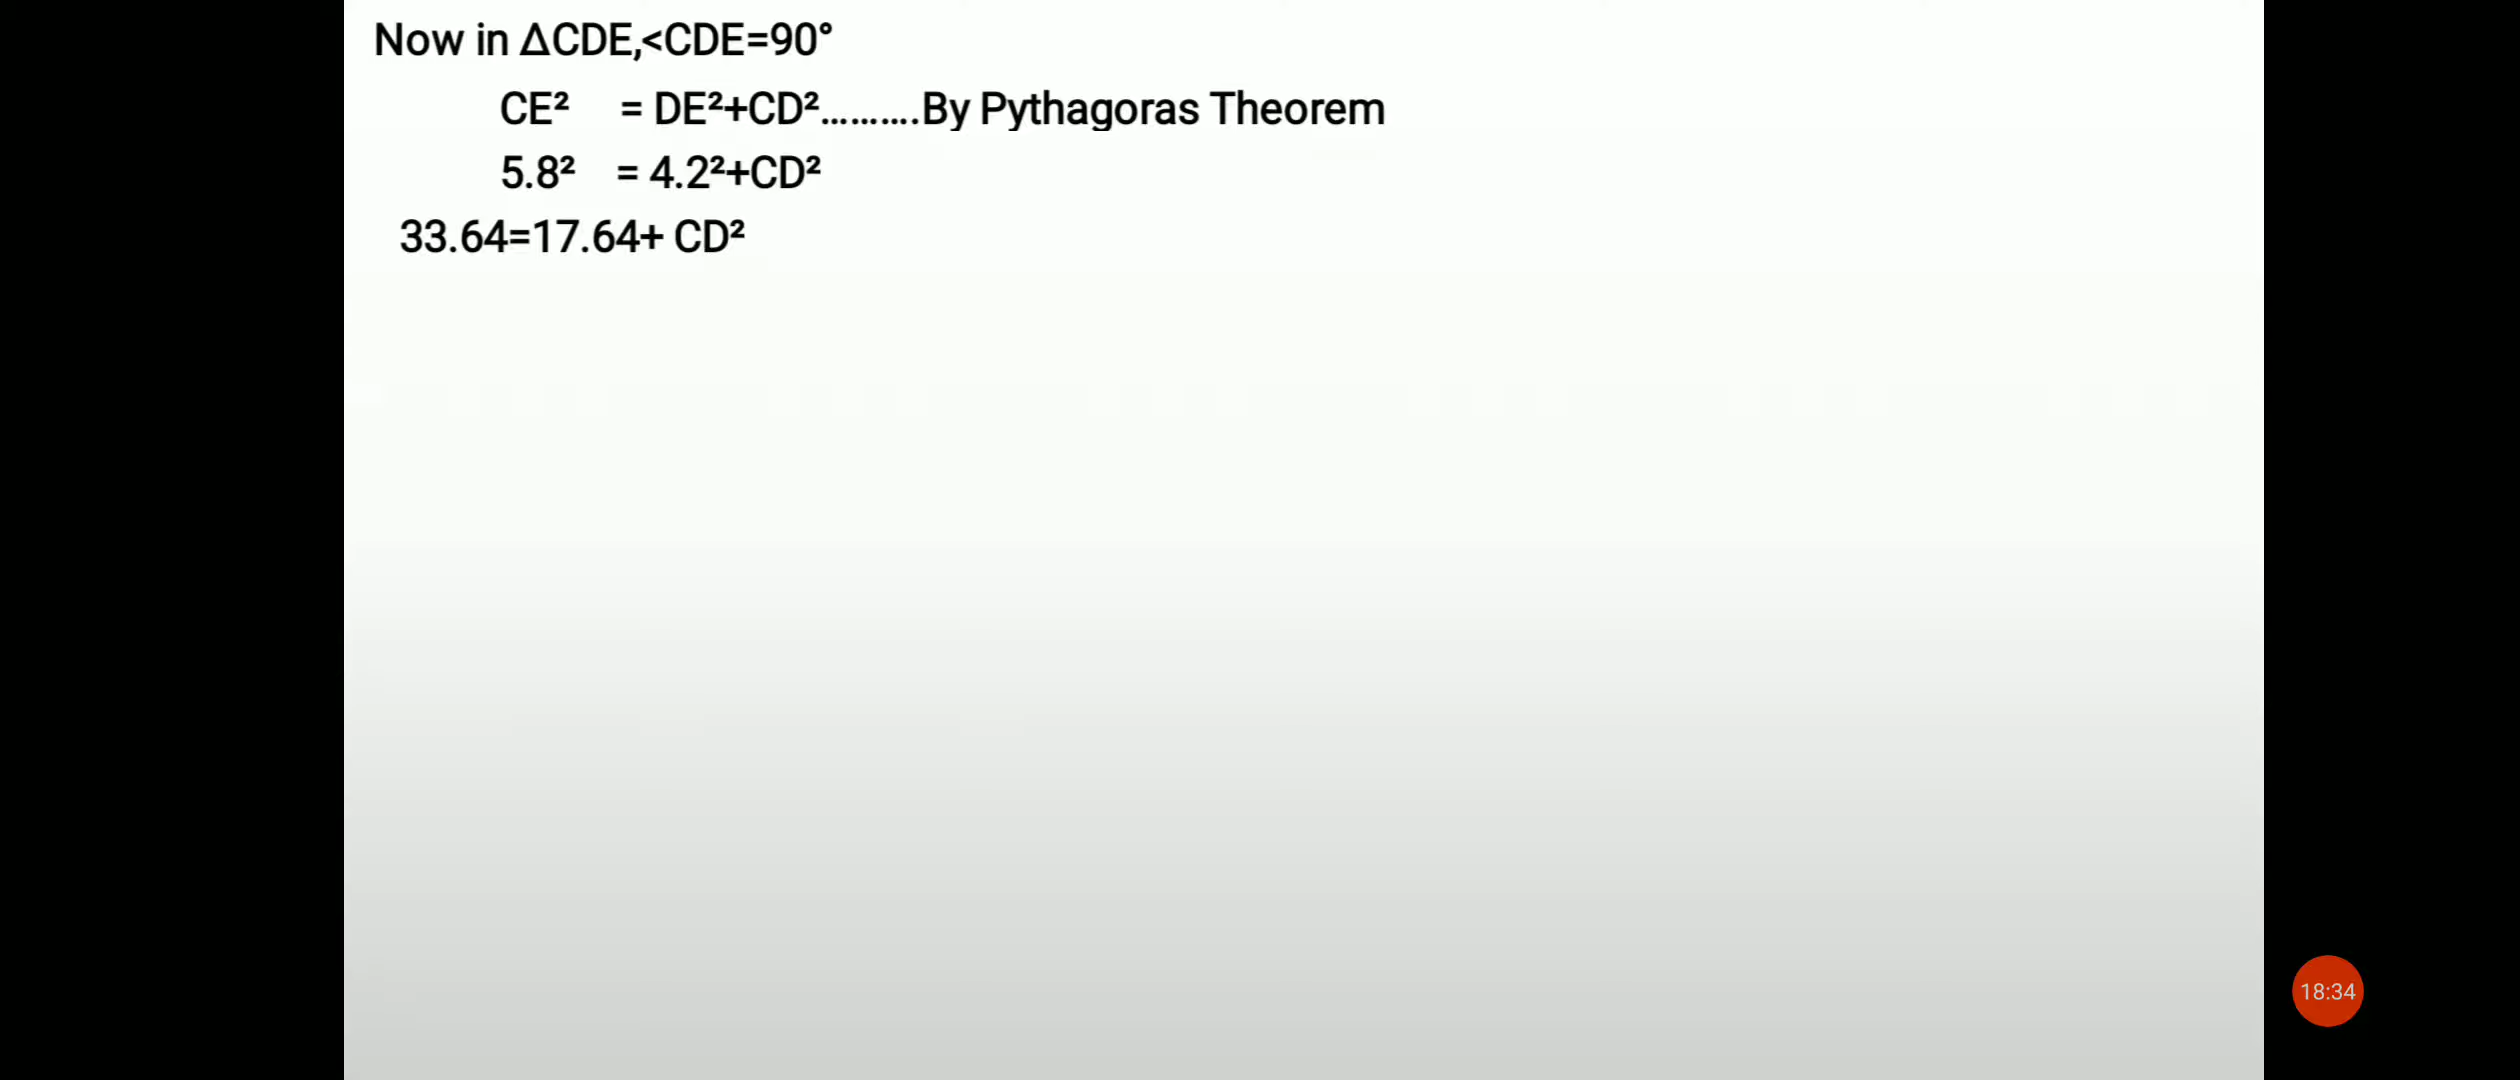 Now in ΔCDE,<CDE=90°
CE² = DE²+CD²..........By Pythagoras Theorem
5.8² = 4.2²+CD²
33.64=17.64+ CD²
18:34